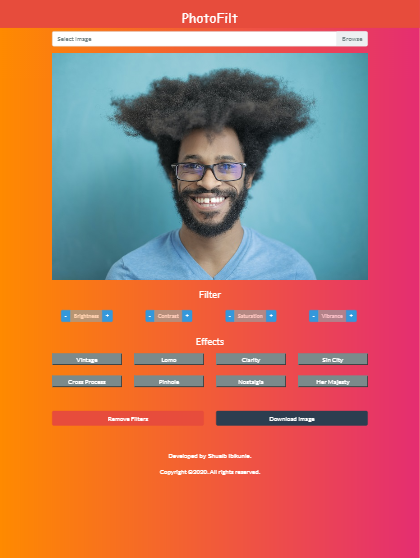 PhotoFilt
Select Image Browse
Filter
- Brightness + - Contrast + - Saturation + - Vibrance +
Effects
Vintage Lomo Clarity Sin City
Cross Process Pinhole Nostalgia Her Majesty
Remove Filters Download Image
Developed by Shuaib Ibikunle.
Copyright ©2020. All rights reserved.